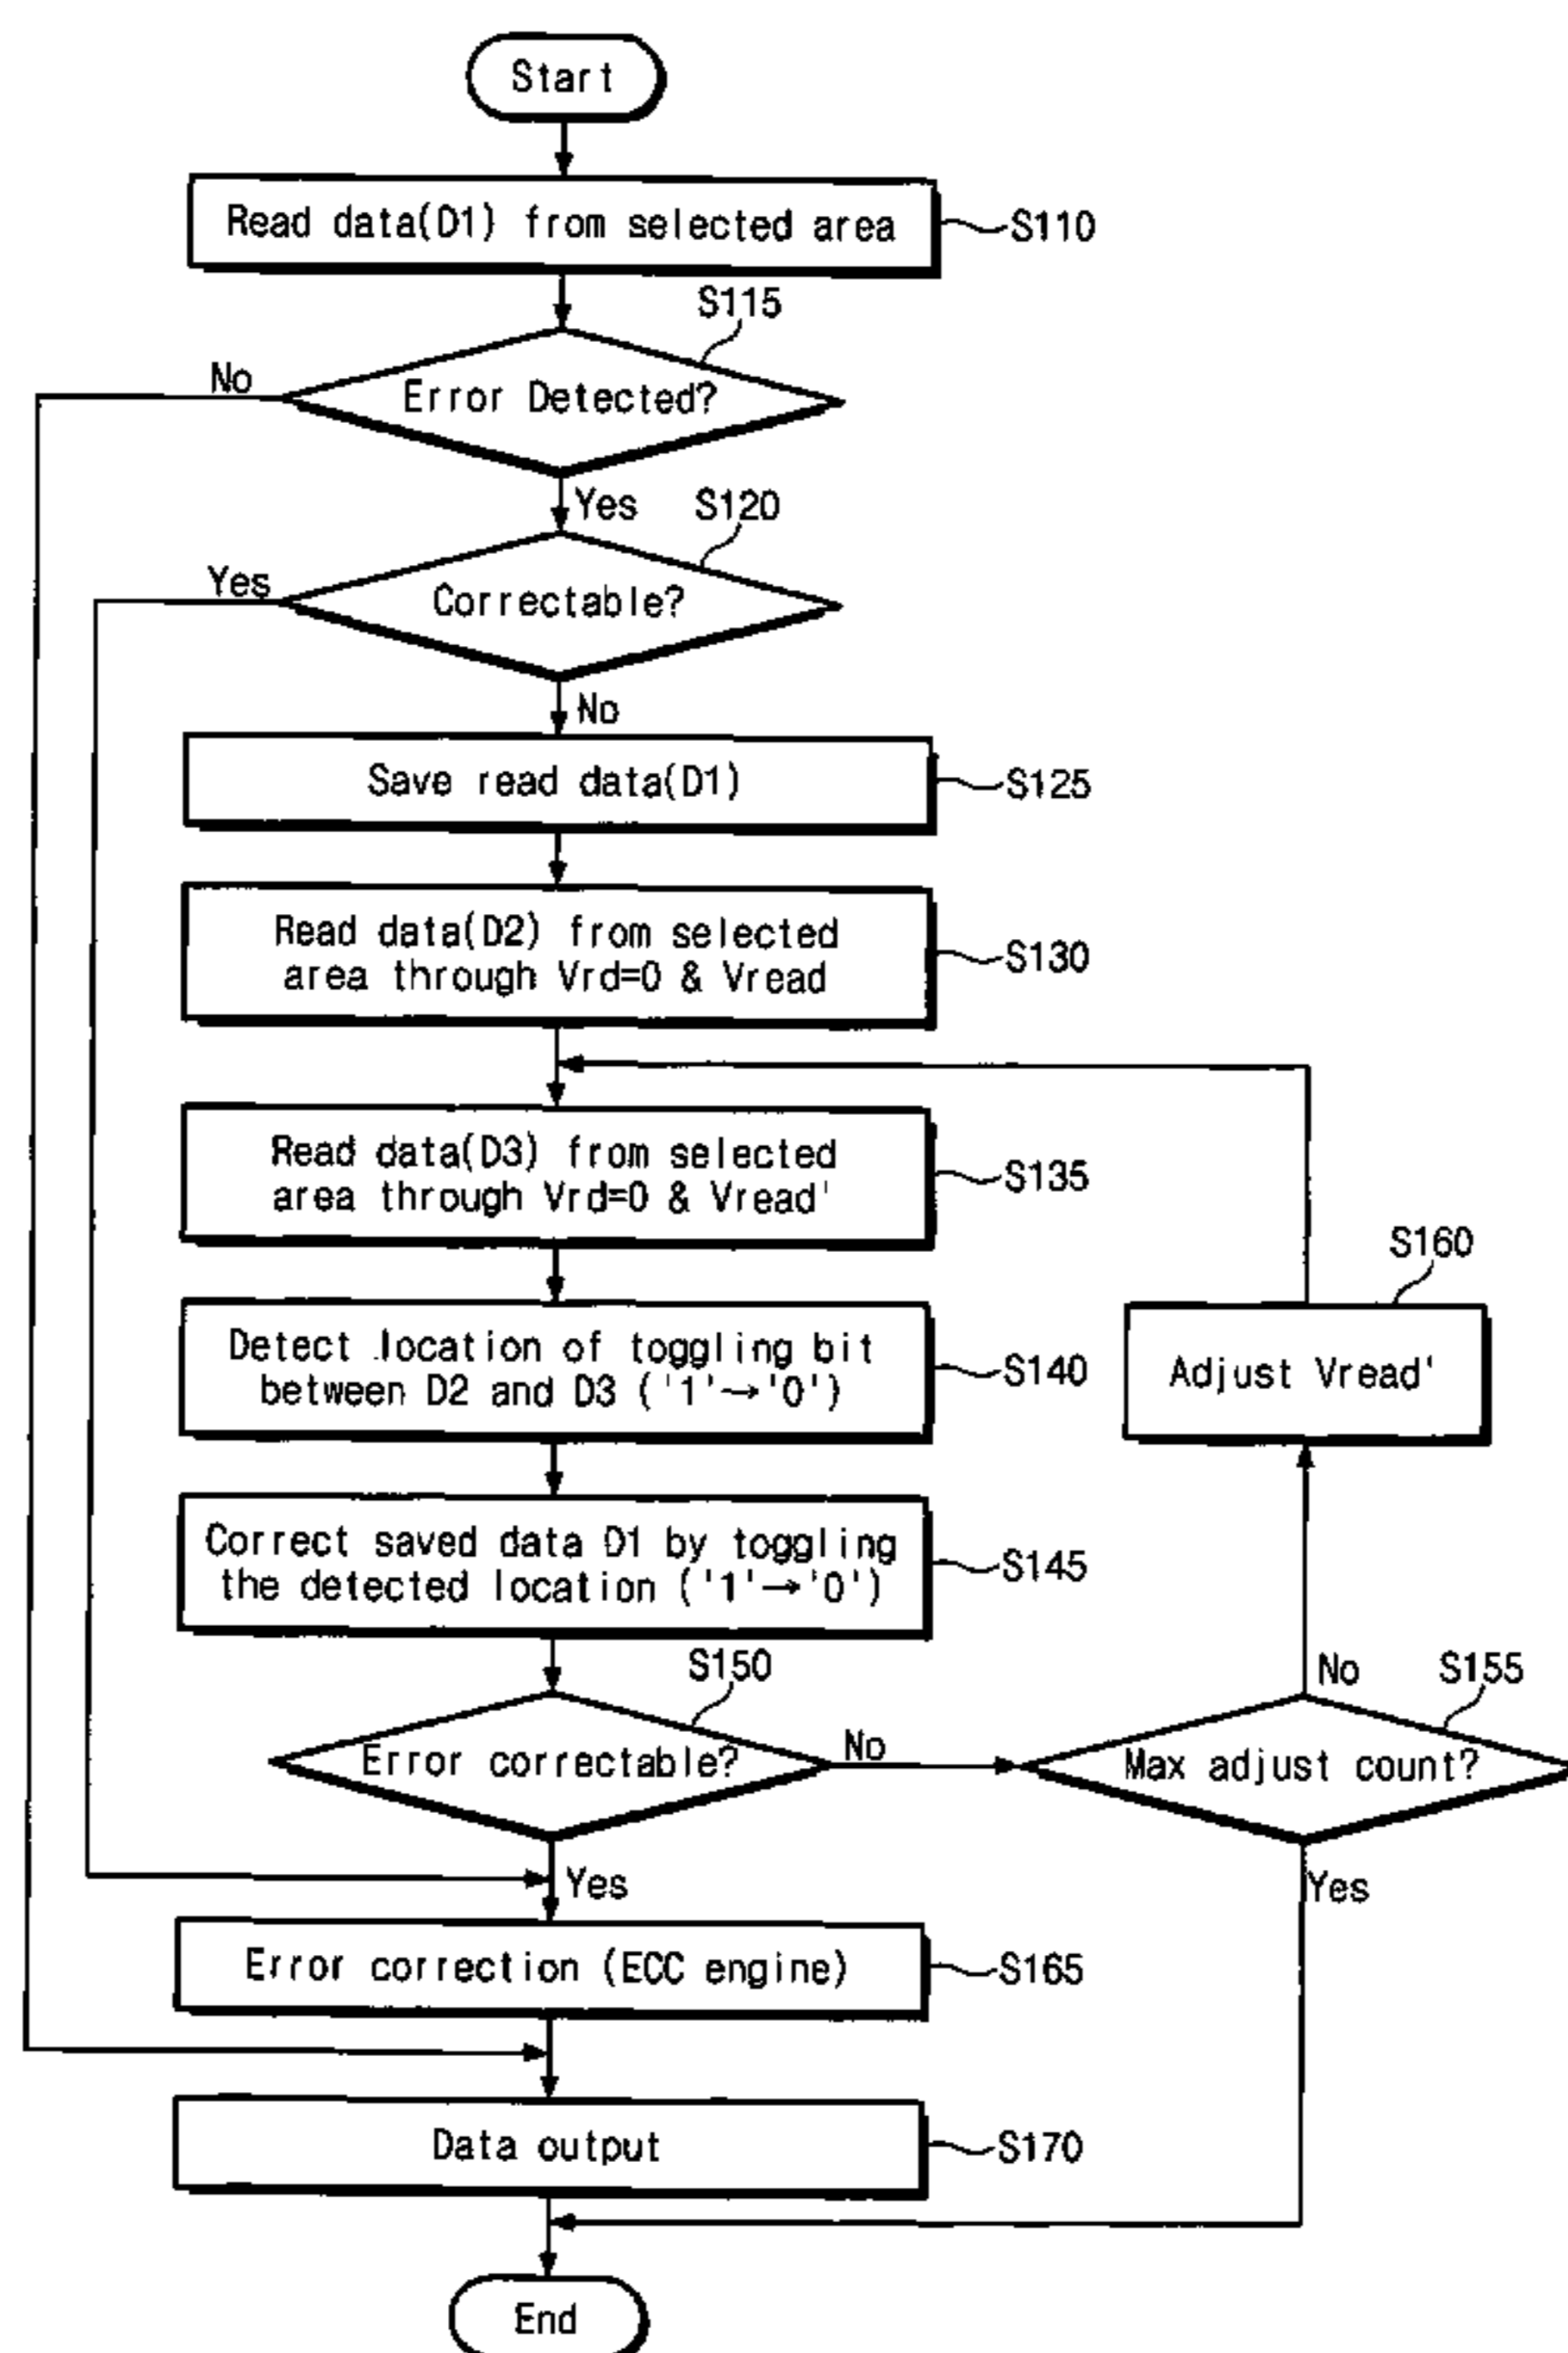 Start
Read data(D1) from selected area
S110
S115
Error Detected?
No
Yes
S120
Correctable?
Yes
No
Save read data(D1)
S125
Read data(D2) from selected
area through Vrd=0 & Vread
S130
Read data(D3) from selected
area through Vrd=0 & Vread'
S135
Detect location of toggling bit
between D2 and D3 ('1'→'0')
S140
Correct saved data D1 by toggling
the detected location ('1'→'0')
S145
S150
Error correctable?
No
Yes
S155
Max adjust count?
No
Yes
S160
Adjust Vread'
Error correction (ECC engine)
S165
Data output
S170
End